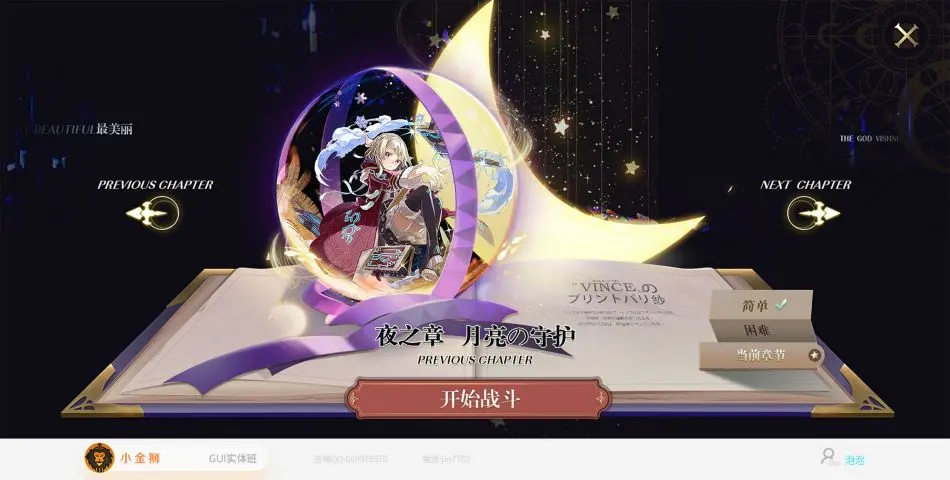 BEAUTIFUL最美丽
THE GOD VISHNU
PREVIOUS CHAPTER
NEXT CHAPTER
VINCE の
プリントパリ紗
简单
困难
当前章节
夜之章 月亮の守护
PREVIOUS CHAPTER
开始战斗
小金狮
GUI实体班
泡泡